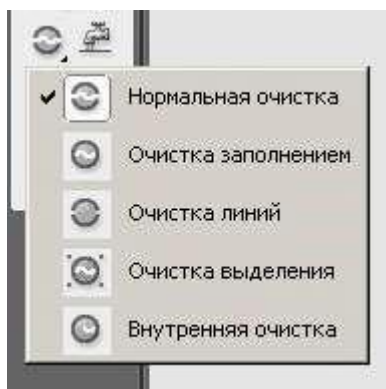 Нормальная очистка
Очистка заполнением
Очистка линий
Очистка выделения
Внутренняя очистка